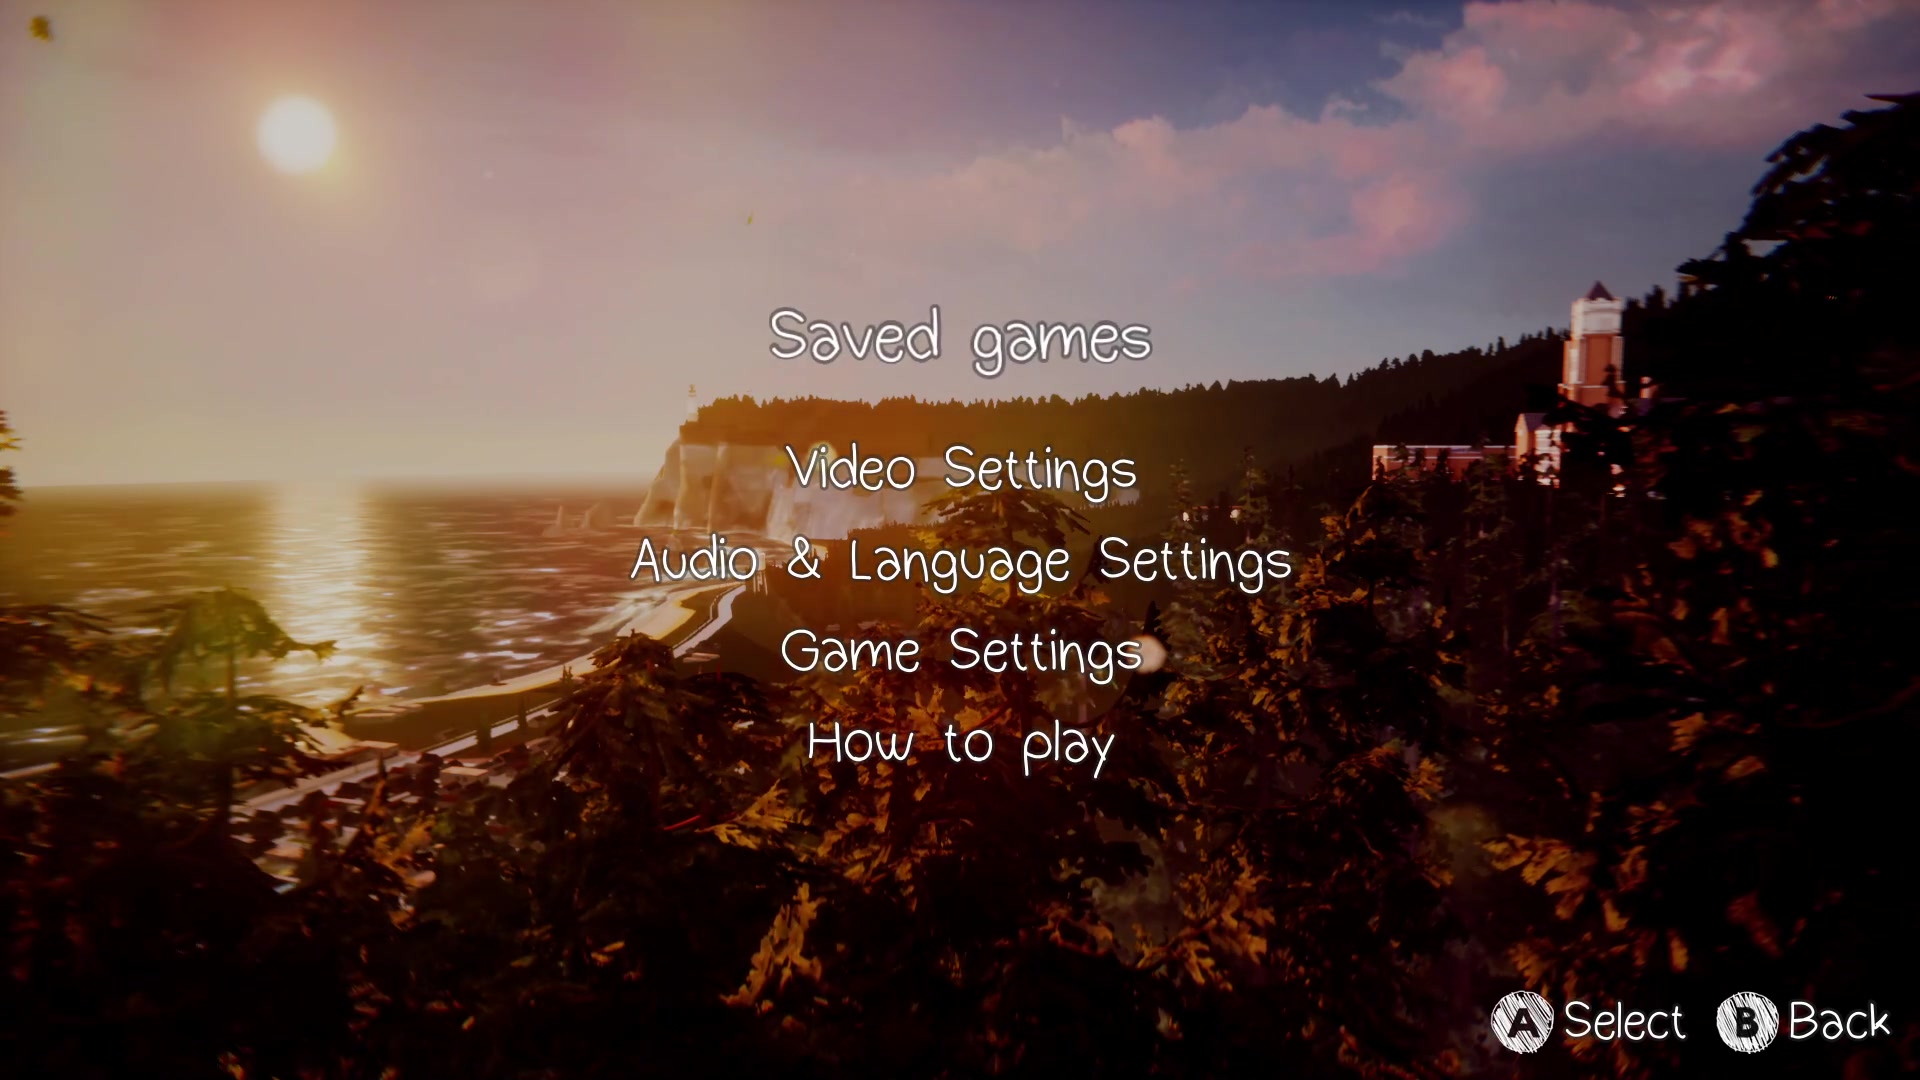 Saved games
Video Settings
Audio & Language Settings
Game Settings
How to play
A Select B Back